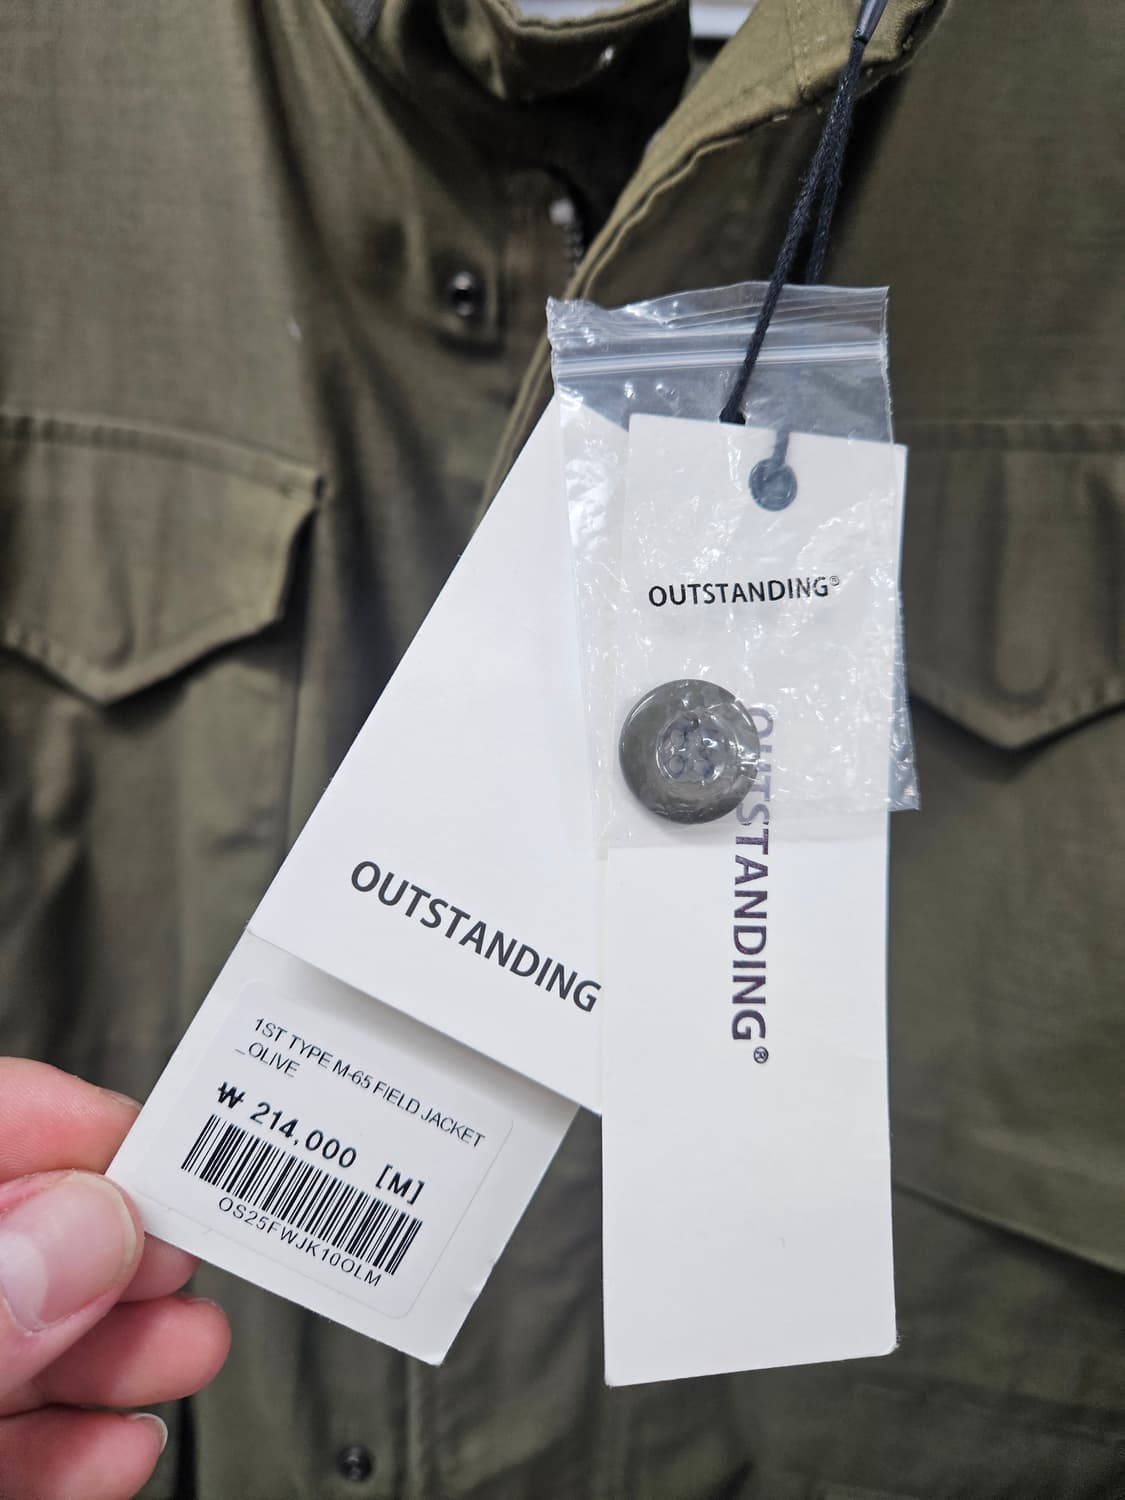 OUTSTANDING®
OUTSTANDING®
OUTSTANDING
1ST TYPE M-65 FIELD JACKET
_OLIVE
₩ 214,000 [M]
OS25FWJK10OLM